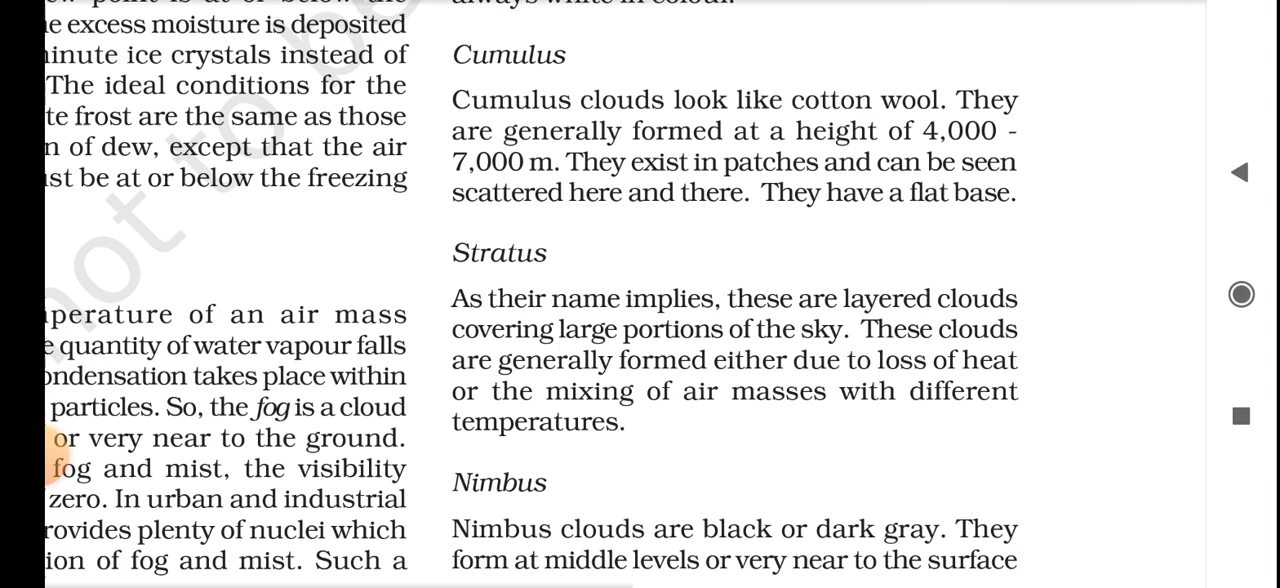 e excess moisture is deposited
inute ice crystals instead of
The ideal conditions for the
te frost are the same as those
n of dew, except that the air
st be at or below the freezing
perature of an air mass
e quantity of water vapour falls
ondensation takes place within
particles. So, the fog is a cloud
or very near to the ground.
fog and mist, the visibility
zero. In urban and industrial
rovides plenty of nuclei which
ion of fog and mist. Such a
always white in colour.
Cumulus
Cumulus clouds look like cotton wool. They
are generally formed at a height of 4,000 -
7,000 m. They exist in patches and can be seen
scattered here and there. They have a flat base.
Stratus
As their name implies, these are layered clouds
covering large portions of the sky. These clouds
are generally formed either due to loss of heat
or the mixing of air masses with different
temperatures.
Nimbus
Nimbus clouds are black or dark gray. They
form at middle levels or very near to the surface
not to be